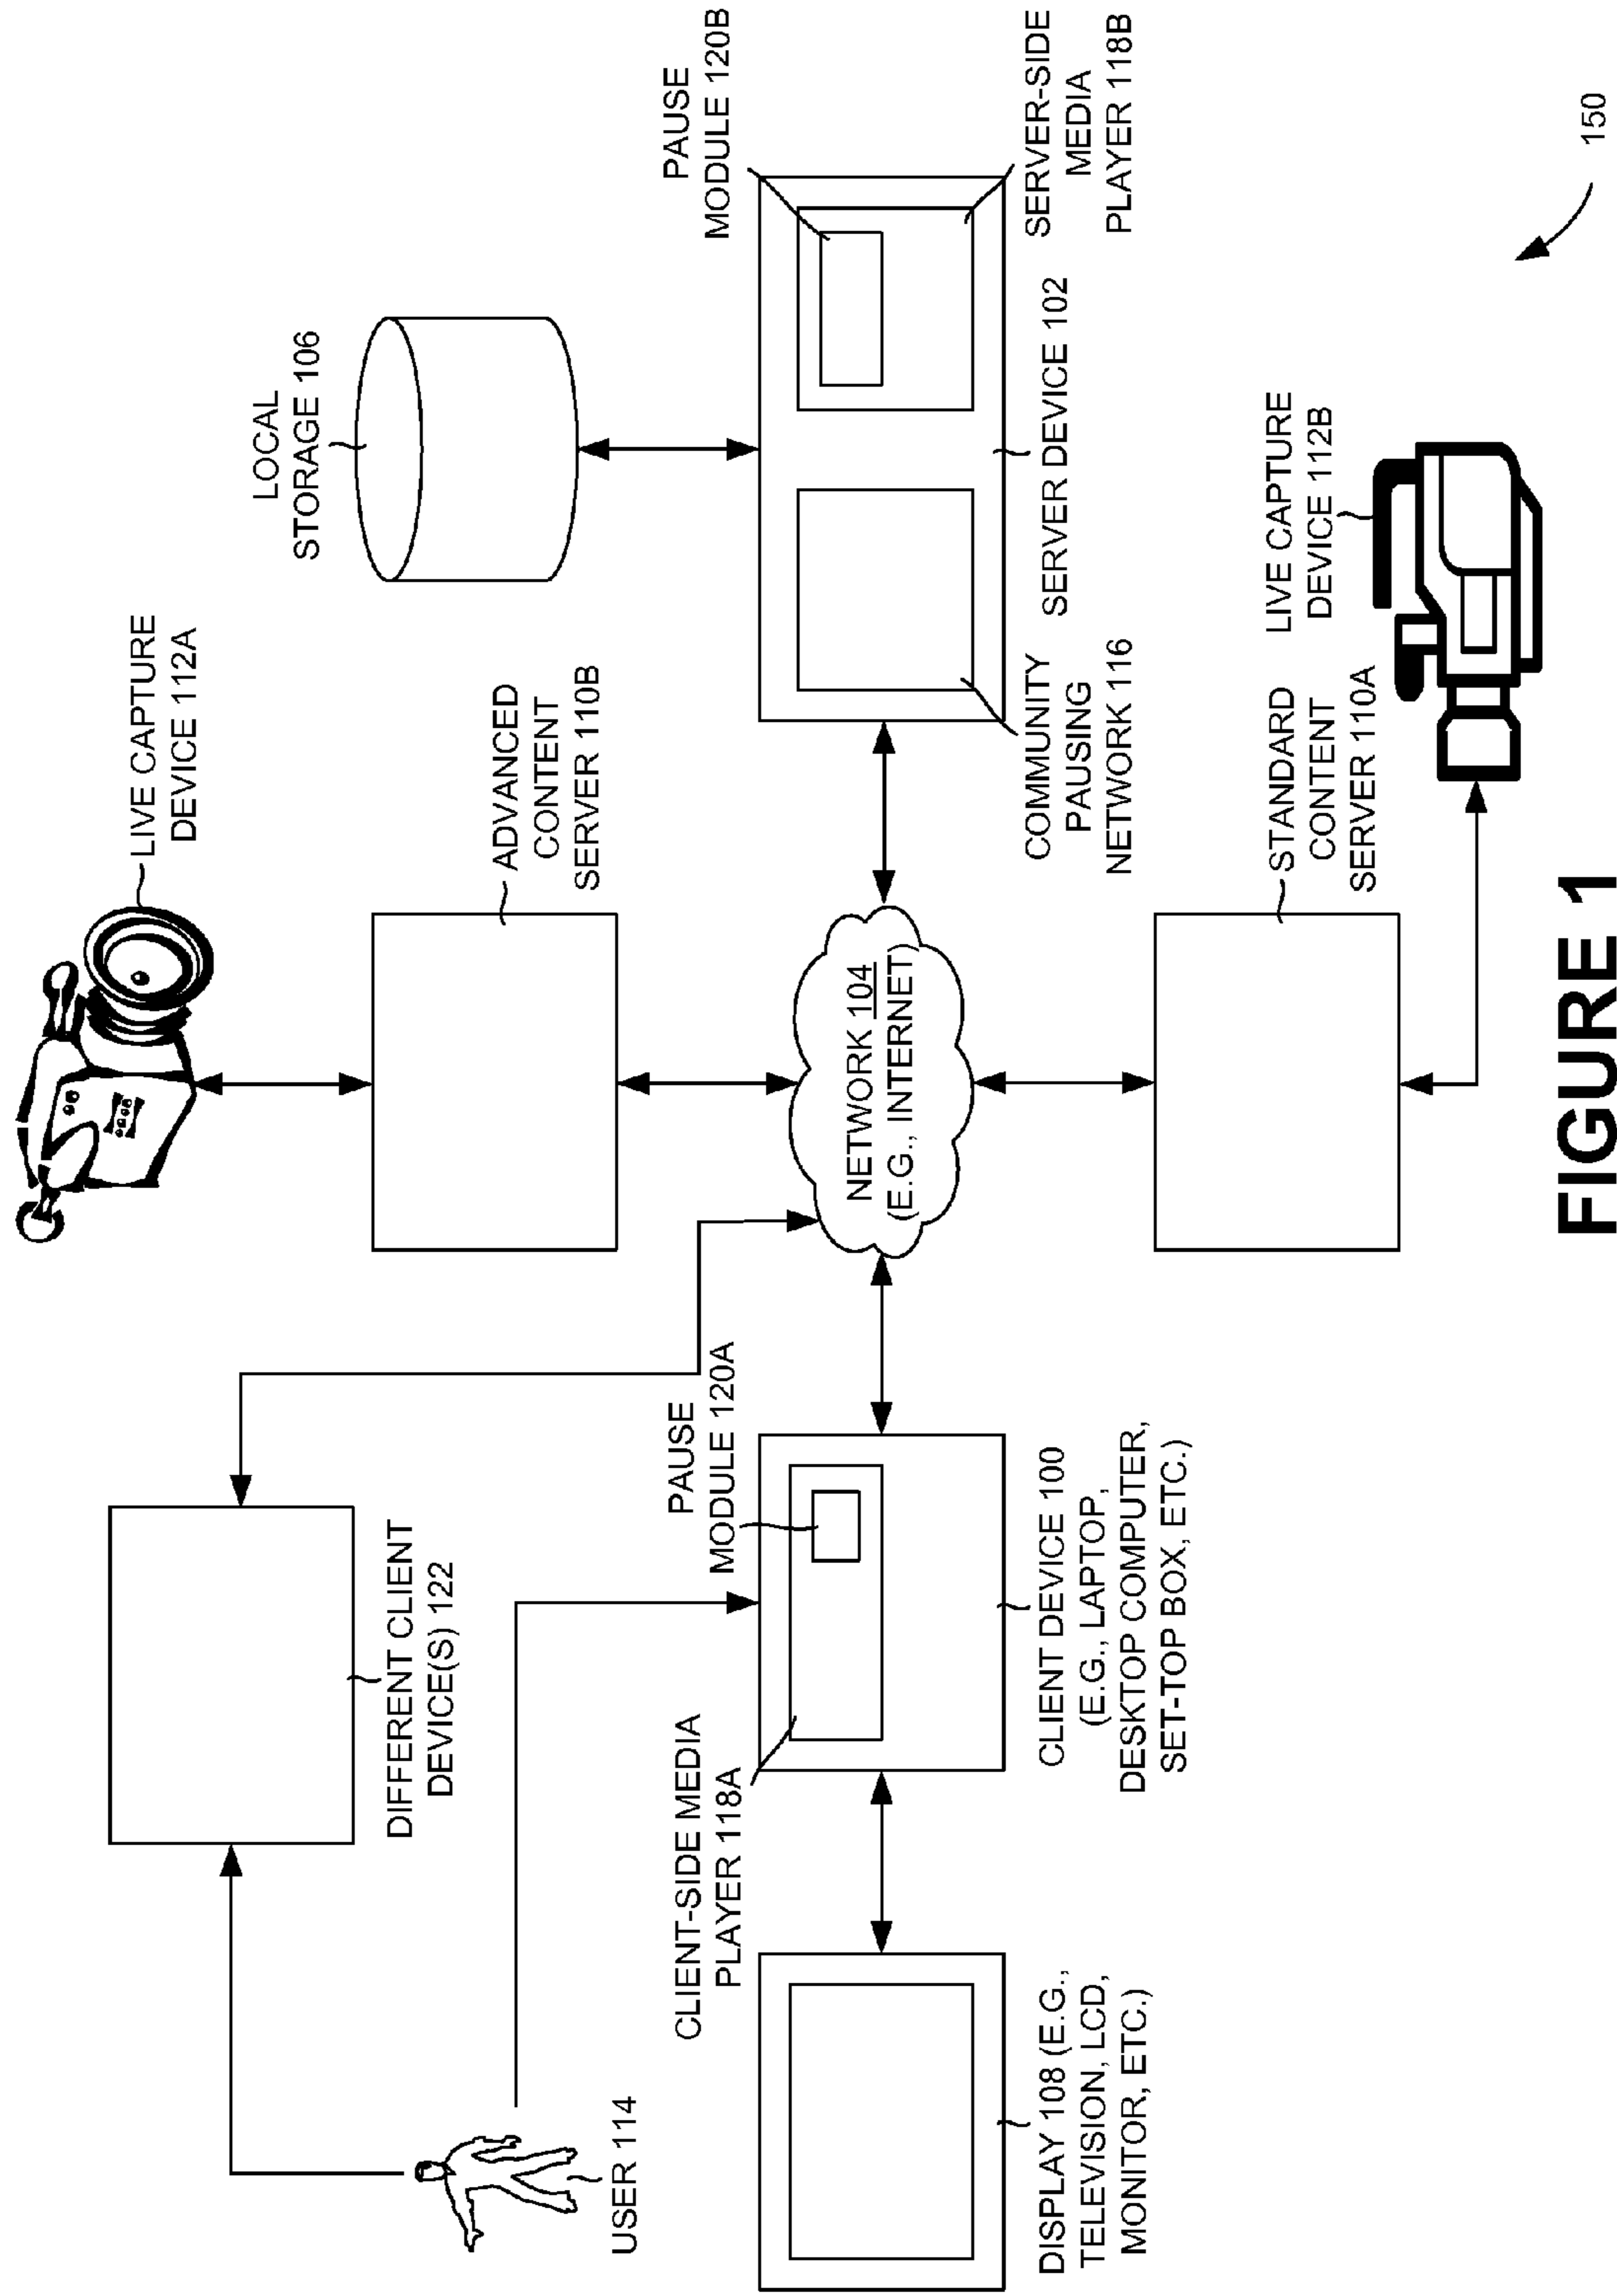 LIVE CAPTURE
DEVICE 112A
LOCAL
STORAGE 106
PAUSE
MODULE 120B
ADVANCED
CONTENT
SERVER 110B
DIFFERENT CLIENT
DEVICE(S) 122
USER 114
CLIENT-SIDE MEDIA
PLAYER 118A
PAUSE
MODULE 120A
NETWORK 104
(E.G., INTERNET)
COMMUNITY
PAUSING
NETWORK 116
SERVER DEVICE 102
SERVER-SIDE
MEDIA
PLAYER 118B
DISPLAY 108 (E.G.,
TELEVISION, LCD,
MONITOR, ETC.)
CLIENT DEVICE 100
(E.G., LAPTOP,
DESKTOP COMPUTER,
SET-TOP BOX, ETC.)
STANDARD
CONTENT
SERVER 110A
LIVE CAPTURE
DEVICE 112B
150
FIGURE 1